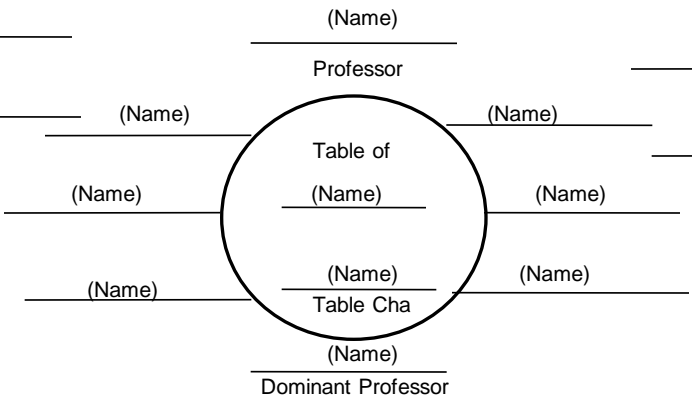 (Name)
Professor
(Name)
(Name)
Table of
(Name)
(Name)
(Name)
(Name)
(Name)
(Name)
Table Cha
(Name)
Dominant Professor